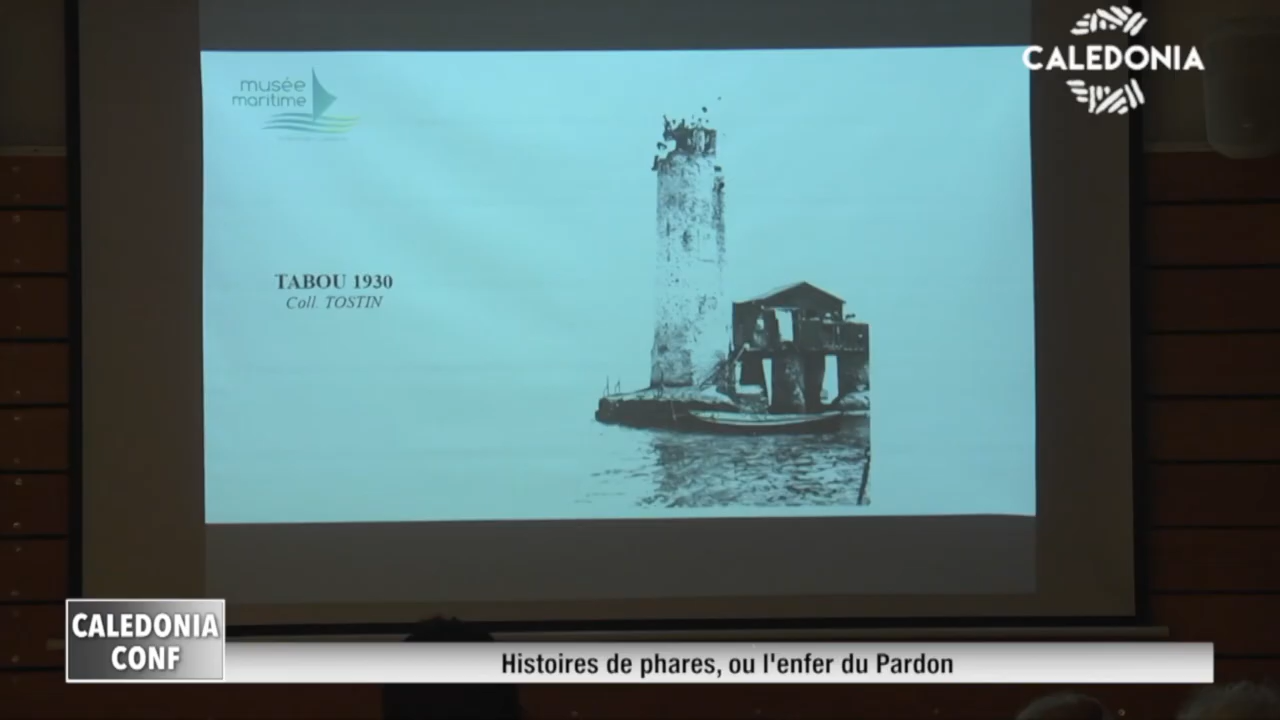 musée
maritime
CALEDONIA
TABOU 1930
Coll. TOSTIN
CALEDONIA
CONF
Histoires de phares, ou l'enfer du Pardon